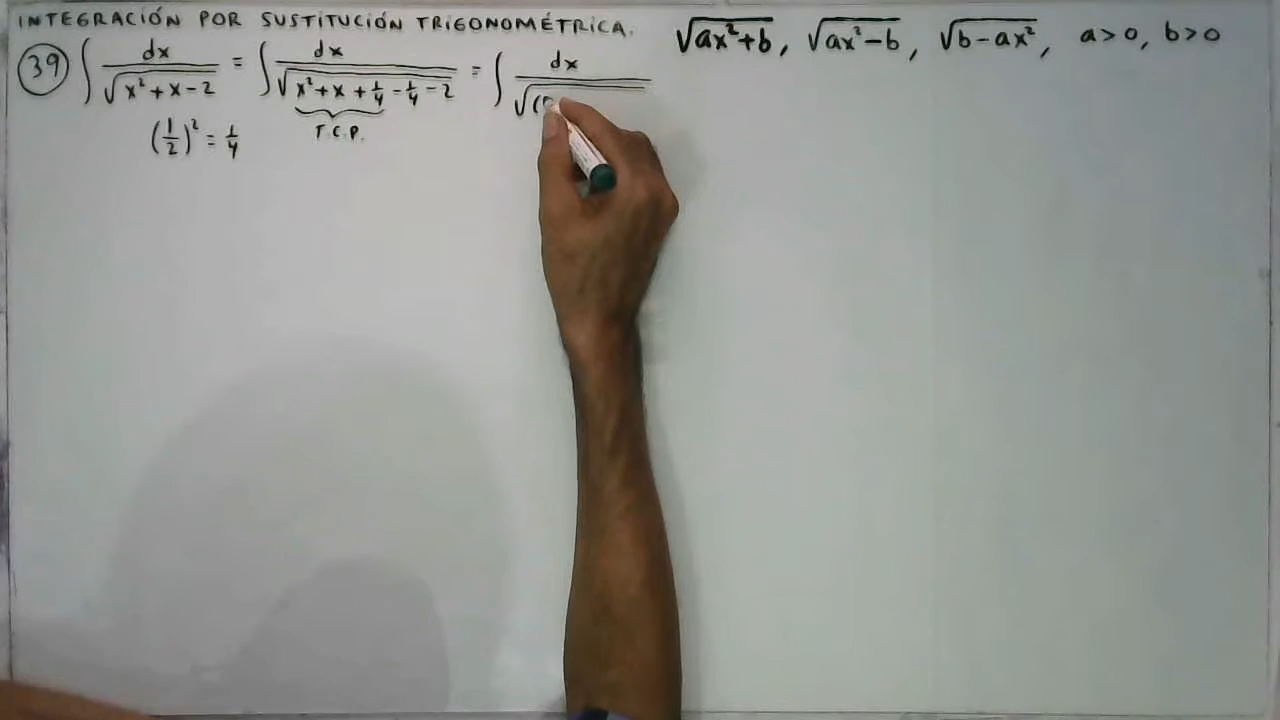 INTEGRACIÓN POR SUSTITUCIÓN TRIGONOMÉTRICA. √(ax²+b), √(ax²-b), √(b-ax²), a>0, b>0
39 ∫ dx/√(x²+x-2) = ∫ dx/√(x²+x+1/4-1/4-2) = ∫ dx/√(
(1/2)² = 1/4 T.C.P.